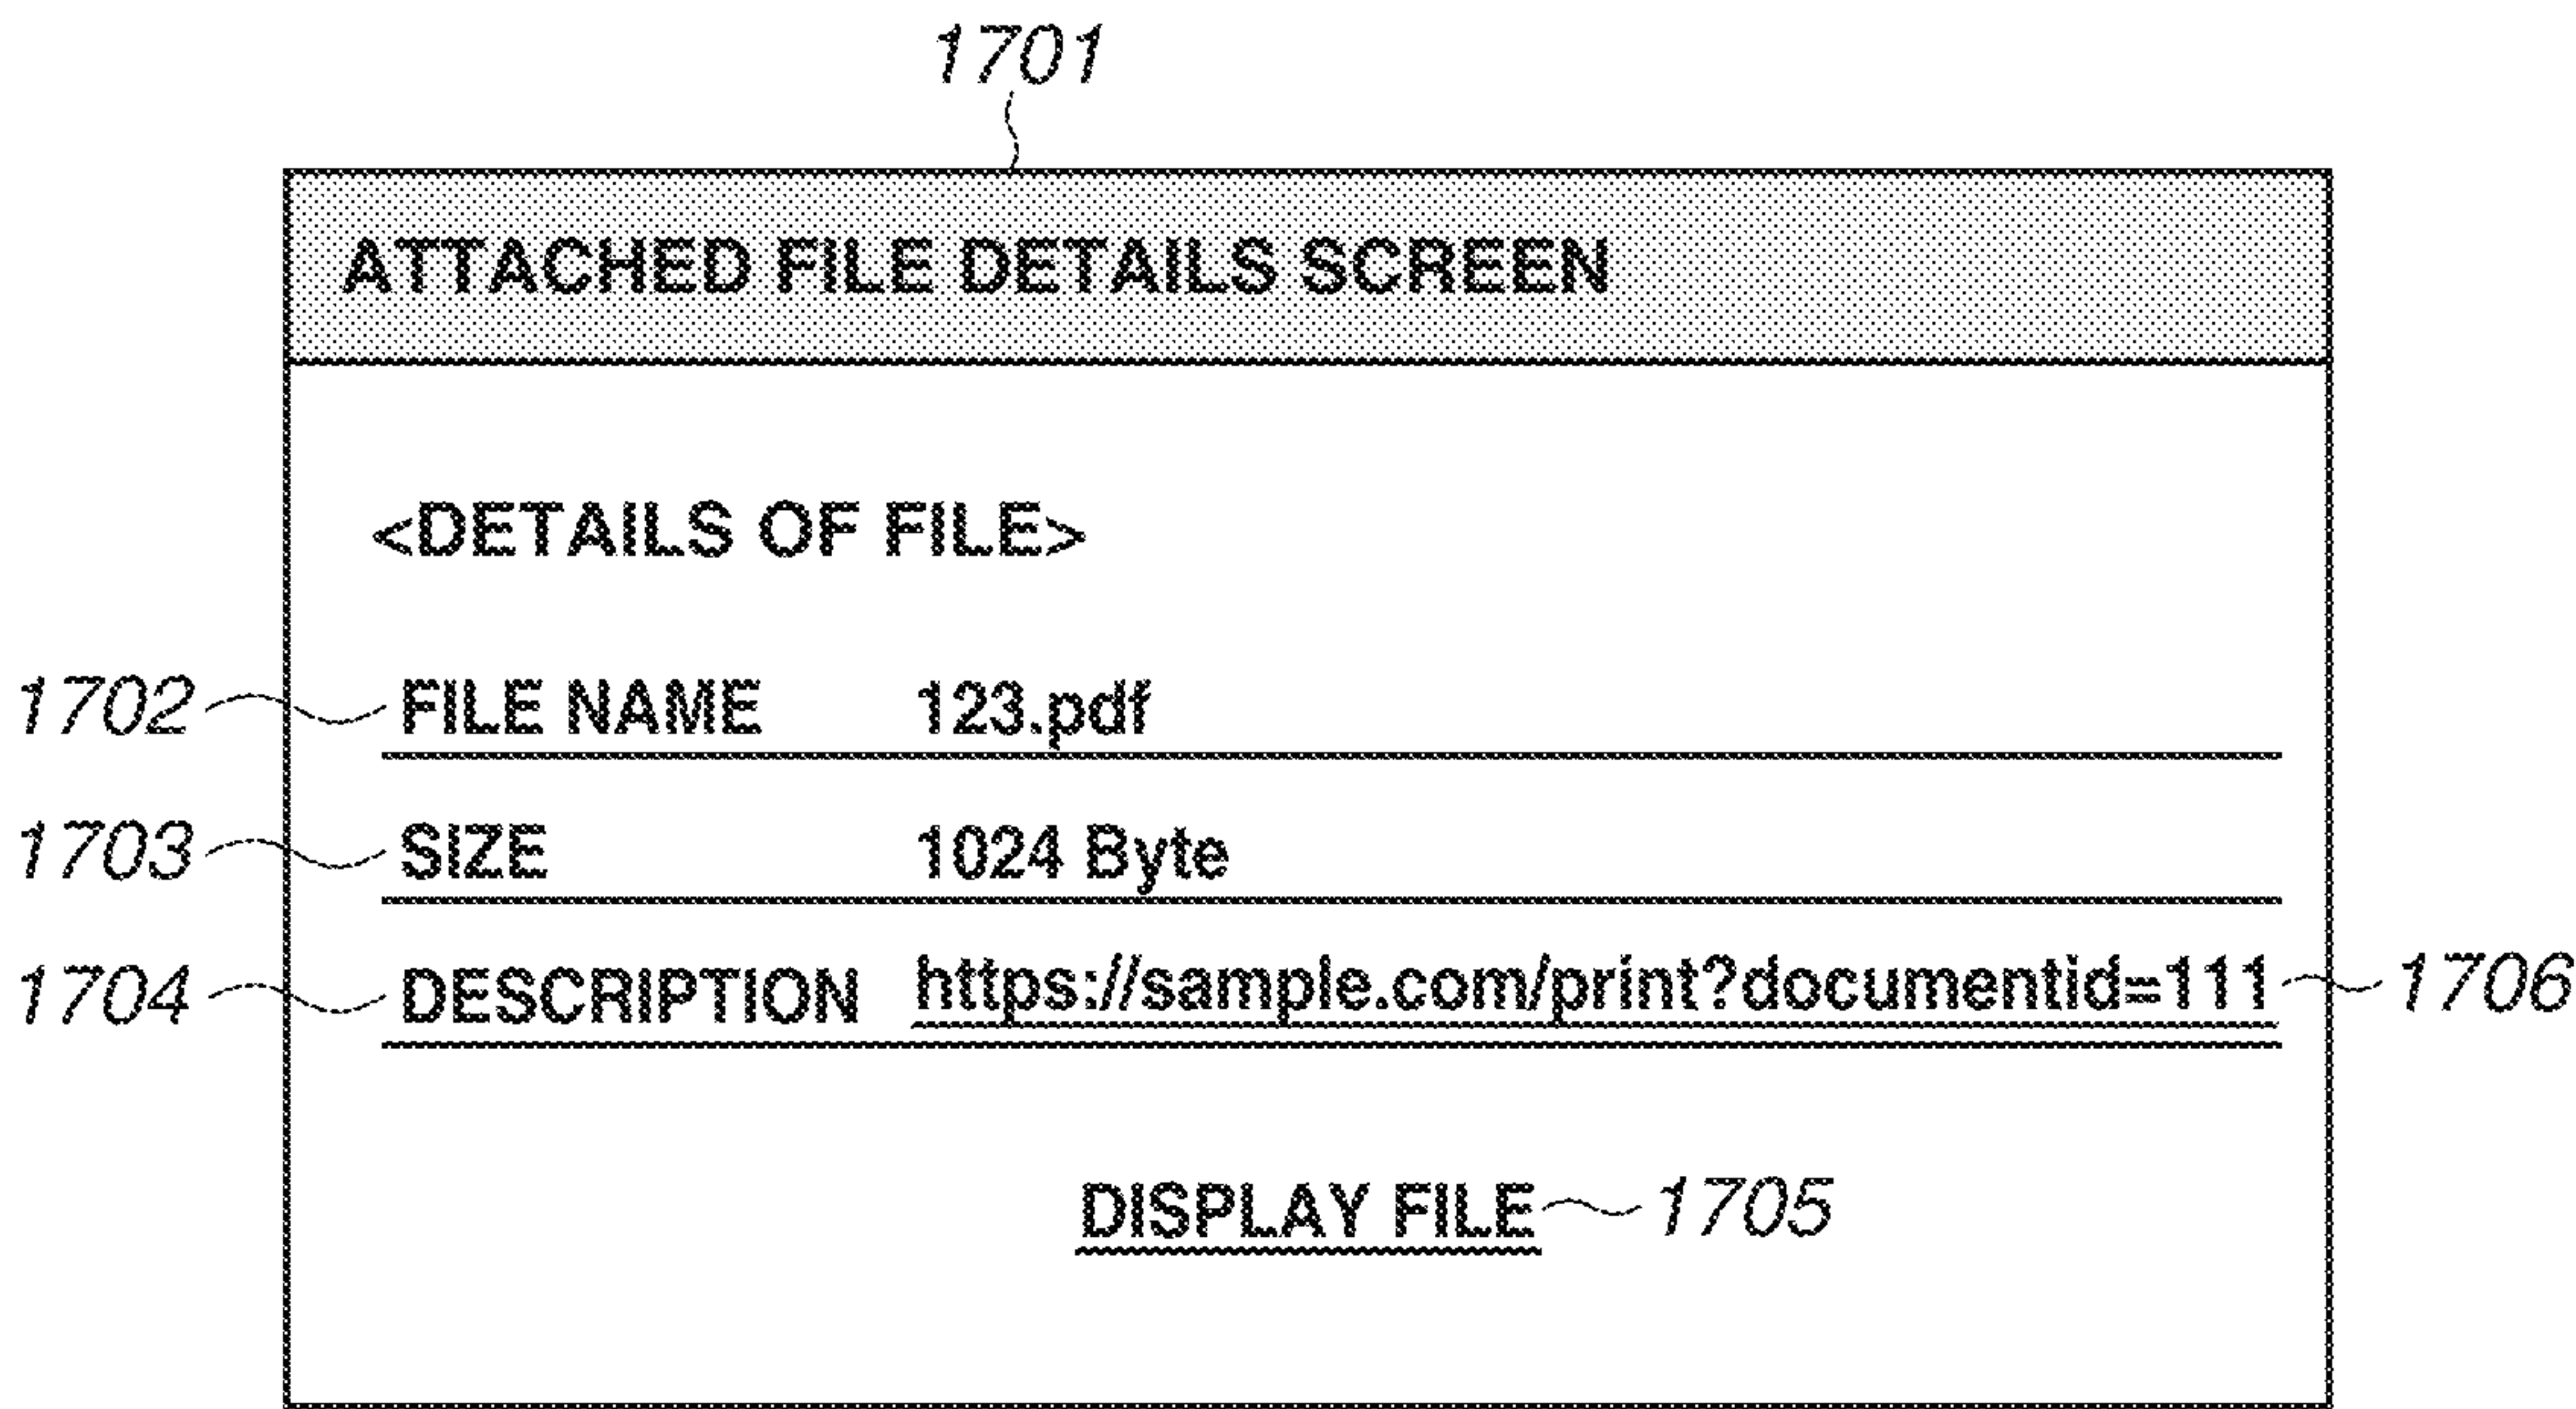 1701
ATTACHED FILE DETAILS SCREEN
<DETAILS OF FILE>
1702 FILE NAME 123.pdf
1703 SIZE 1024 Byte
1704 DESCRIPTION https://sample.com/print?documentid=111 1706
DISPLAY FILE 1705